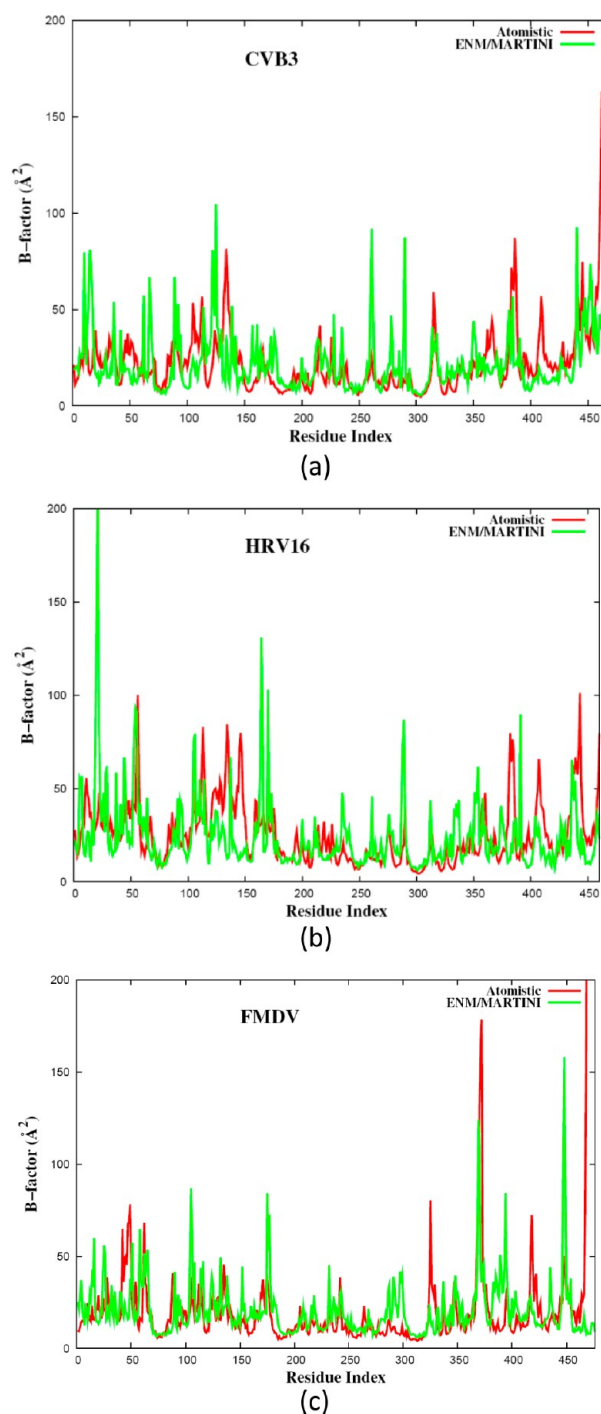 Atomistic
ENM/MARTINI
CVB3
200
150
100
50
0
B-factor (Å²)
0 50 100 150 200 250 300 350 400 450
Residue Index
(a)
Atomistic
ENM/MARTINI
HRV16
200
150
100
50
0
B-factor (Å²)
0 50 100 150 200 250 300 350 400 450
Residue Index
(b)
Atomistic
ENM/MARTINI
FMDV
200
150
100
50
0
B-factor (Å²)
0 50 100 150 200 250 300 350 400 450
Residue Index
(c)